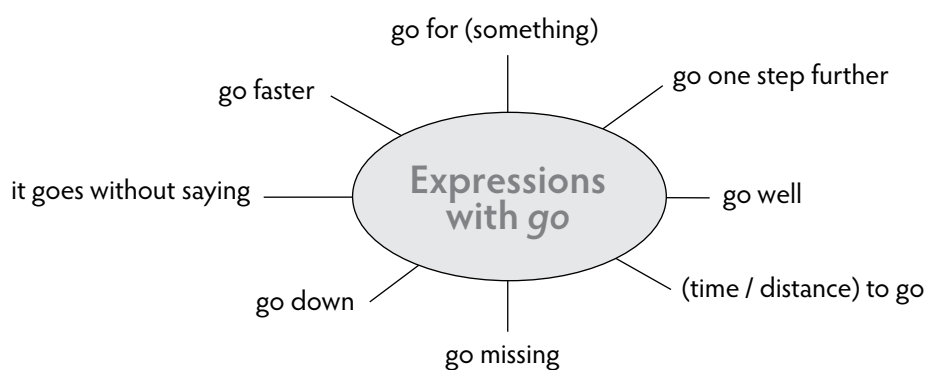 go for (something)
go faster
go one step further
it goes without saying
Expressions
with go
go well
go down
(time / distance) to go
go missing